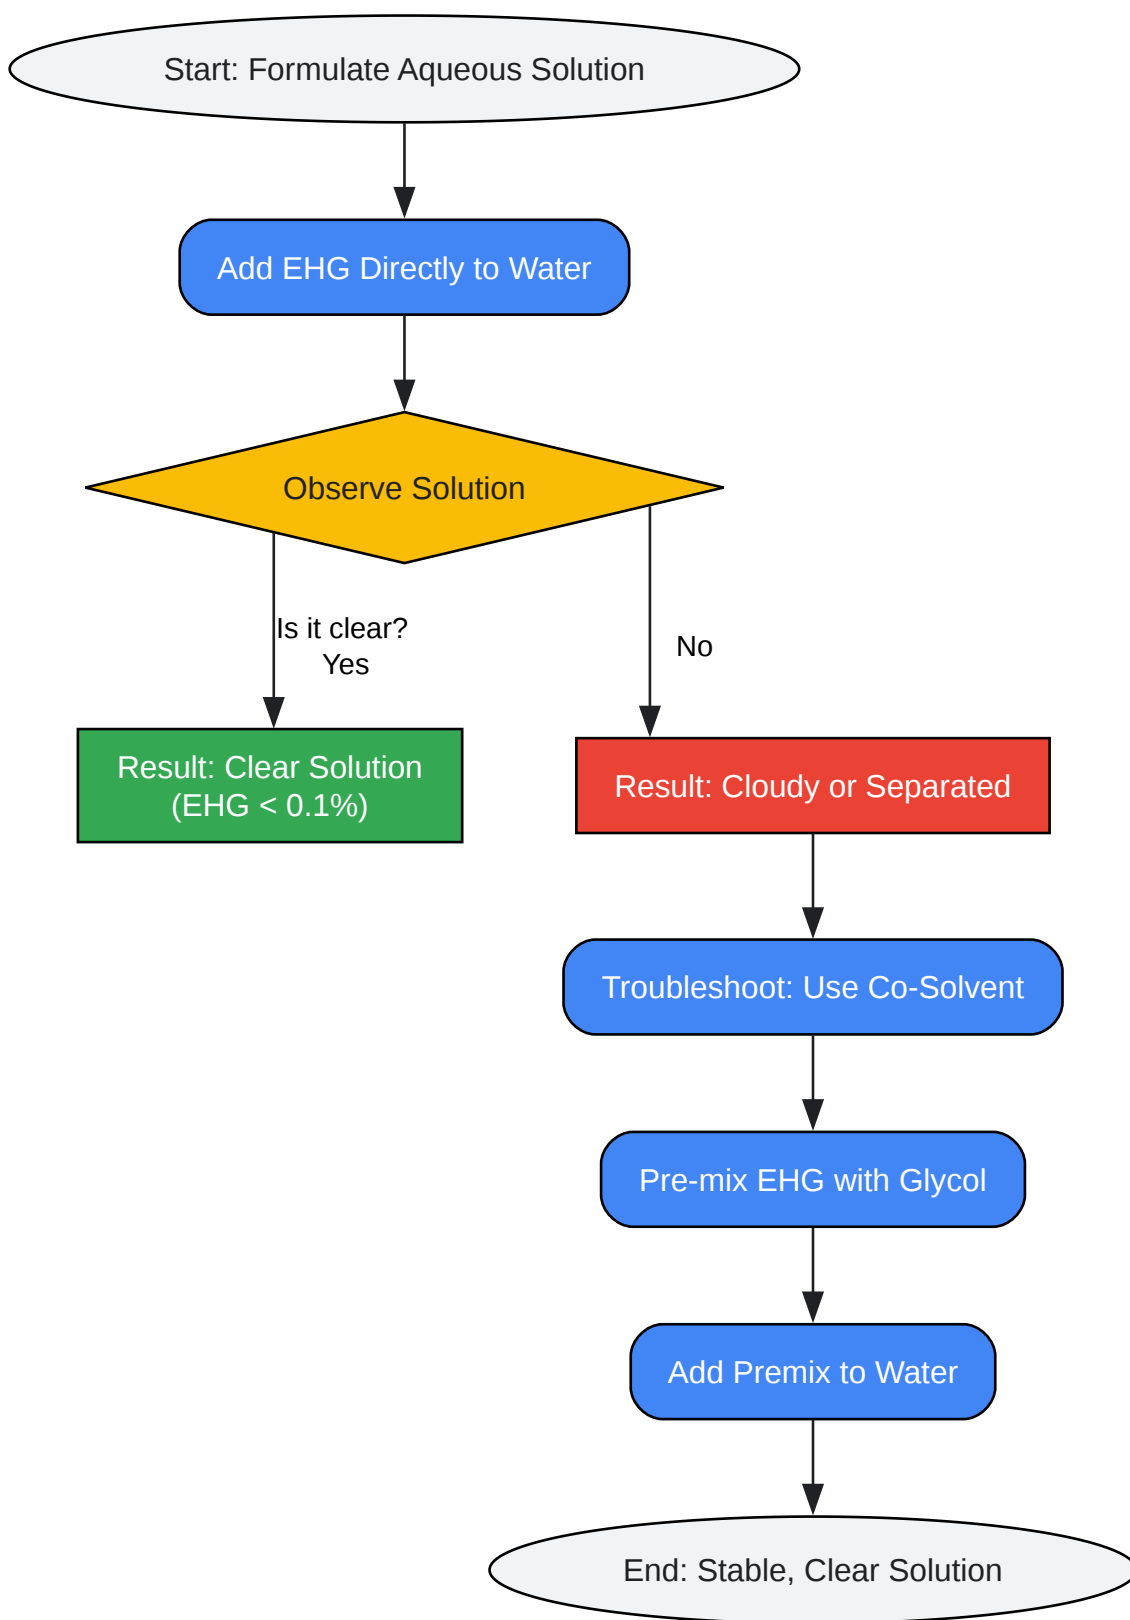 Start: Formulate Aqueous Solution
Add EHG Directly to Water
Observe Solution
Is it clear?
Yes
No
Result: Clear Solution
(EHG < 0.1%)
Result: Cloudy or Separated
Troubleshoot: Use Co-Solvent
Pre-mix EHG with Glycol
Add Premix to Water
End: Stable, Clear Solution